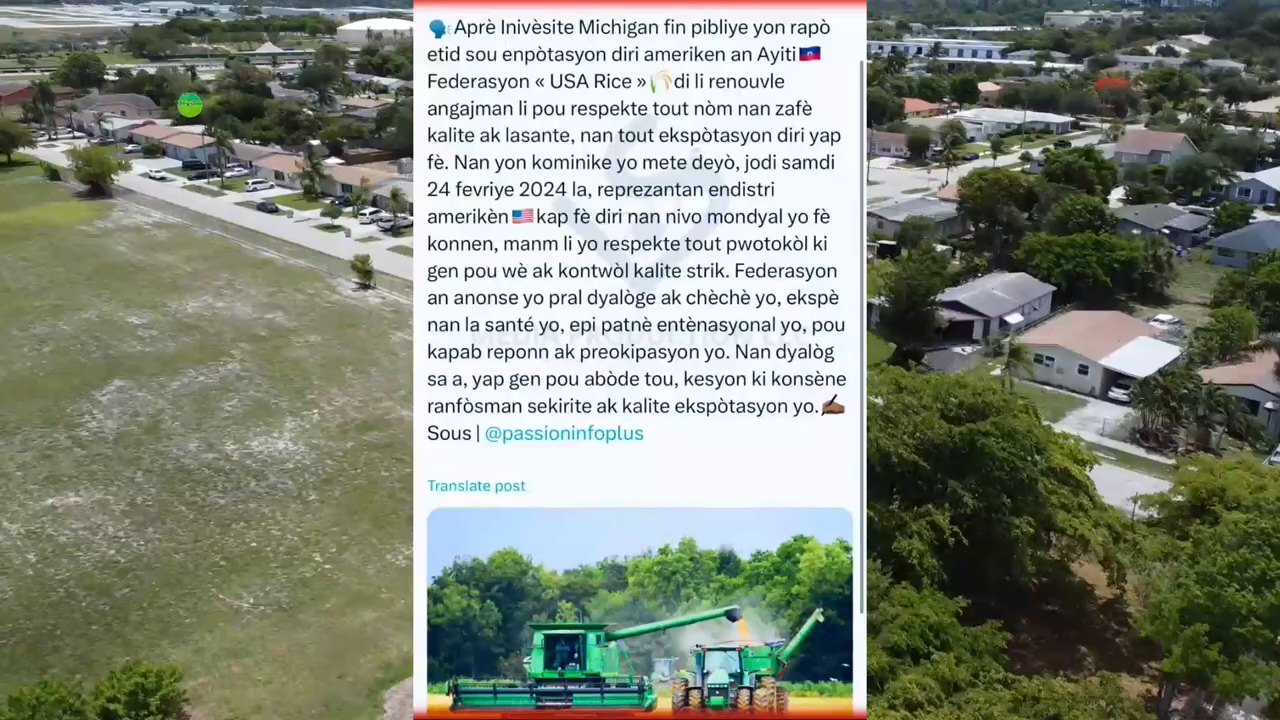 🗣️Aprè Inivèsite Michigan fin pibliye yon rapò
etid sou enpòtasyon diri ameriken an Ayiti🇭🇹
Federasyon « USA Rice »🌾di li renouvle
angajman li pou respekte tout nòm nan zafè
kalite ak lasante, nan tout ekspòtasyon diri yap
fè. Nan yon kominike yo mete deyò, jodi samdi
24 fevriye 2024 la, reprezantan endistri
amerikèn🇺🇸kap fè diri nan nivo mondyal yo fè
konnen, manm li yo respekte tout pwotokòl ki
gen pou wè ak kontwòl kalite strik. Federasyon
an anonse yo pral dyalòge ak chèchè yo, ekspè
nan la santé yo, epi patnè entènasyonal yo, pou
kapab reponn ak preokipasyon yo. Nan dyalòg
sa a, yap gen pou abòde tou, kesyon ki konsène
ranfòsman sekirite ak kalite ekspòtasyon yo.✍🏾
Sous | @passioninfoplus
Translate post
MEDIA PRODUCTION LLC